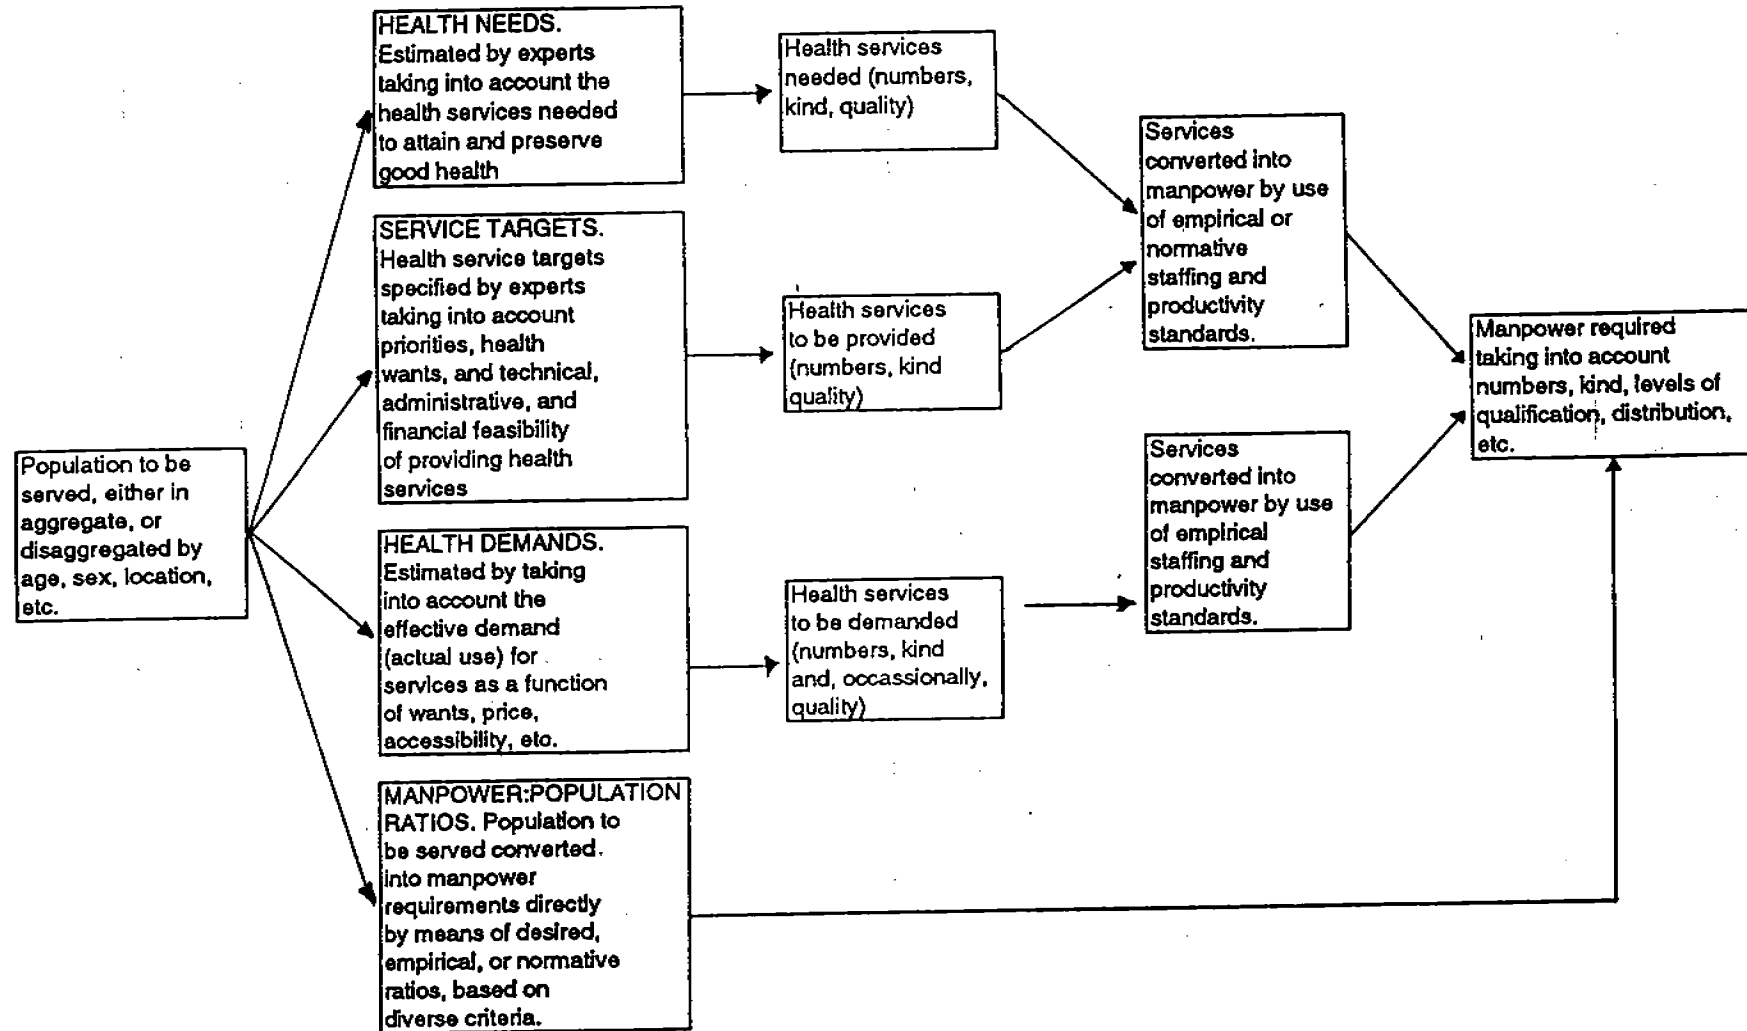 HEALTH NEEDS.
Estimated by experts
taking into account the
health services needed
to attain and preserve
good health
Health services
needed (numbers,
kind, quality)
Services
converted into
manpower by use
of empirical or
normative
staffing and
productivity
standards.
SERVICE TARGETS.
Health service targets
specified by experts
taking into account
priorities, health
wants, and technical,
administrative, and
financial feasibility
of providing health
services
Health services
to be provided
(numbers, kind
quality)
Manpower required
taking into account
numbers, kind, levels of
qualification, distribution,
etc.
Population to be
served, either in
aggregate, or
disaggregated by
age, sex, location,
etc.
HEALTH DEMANDS.
Estimated by taking
into account the
effective demand
(actual use) for
services as a function
of wants, price,
accessibility, etc.
Health services
to be demanded
(numbers, kind
and, occassionally,
quality)
Services
converted into
manpower by use
of empirical
staffing and
productivity
standards.
MANPOWER:POPULATION
RATIOS. Population to
be served converted
into manpower
requirements directly
by means of desired,
empirical, or normative
ratios, based on
diverse criteria.